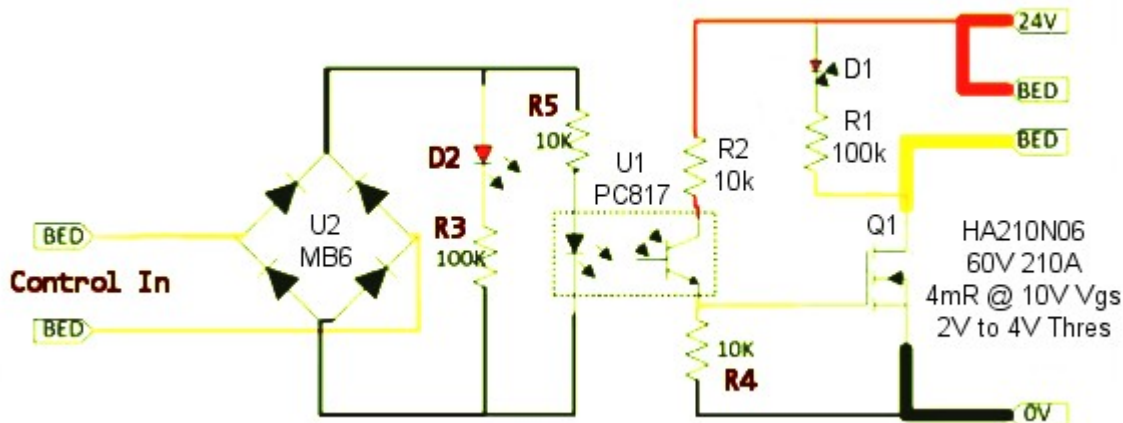 24V
BED
BED
D1
R1
100k
R2
10k
R5
10K
D2
R3
100K
U1
PC817
U2
MB6
BED
Control In
BED
Q1
HA210N06
60V 210A
4mR @ 10V Vgs
2V to 4V Thres
10K
R4
0V